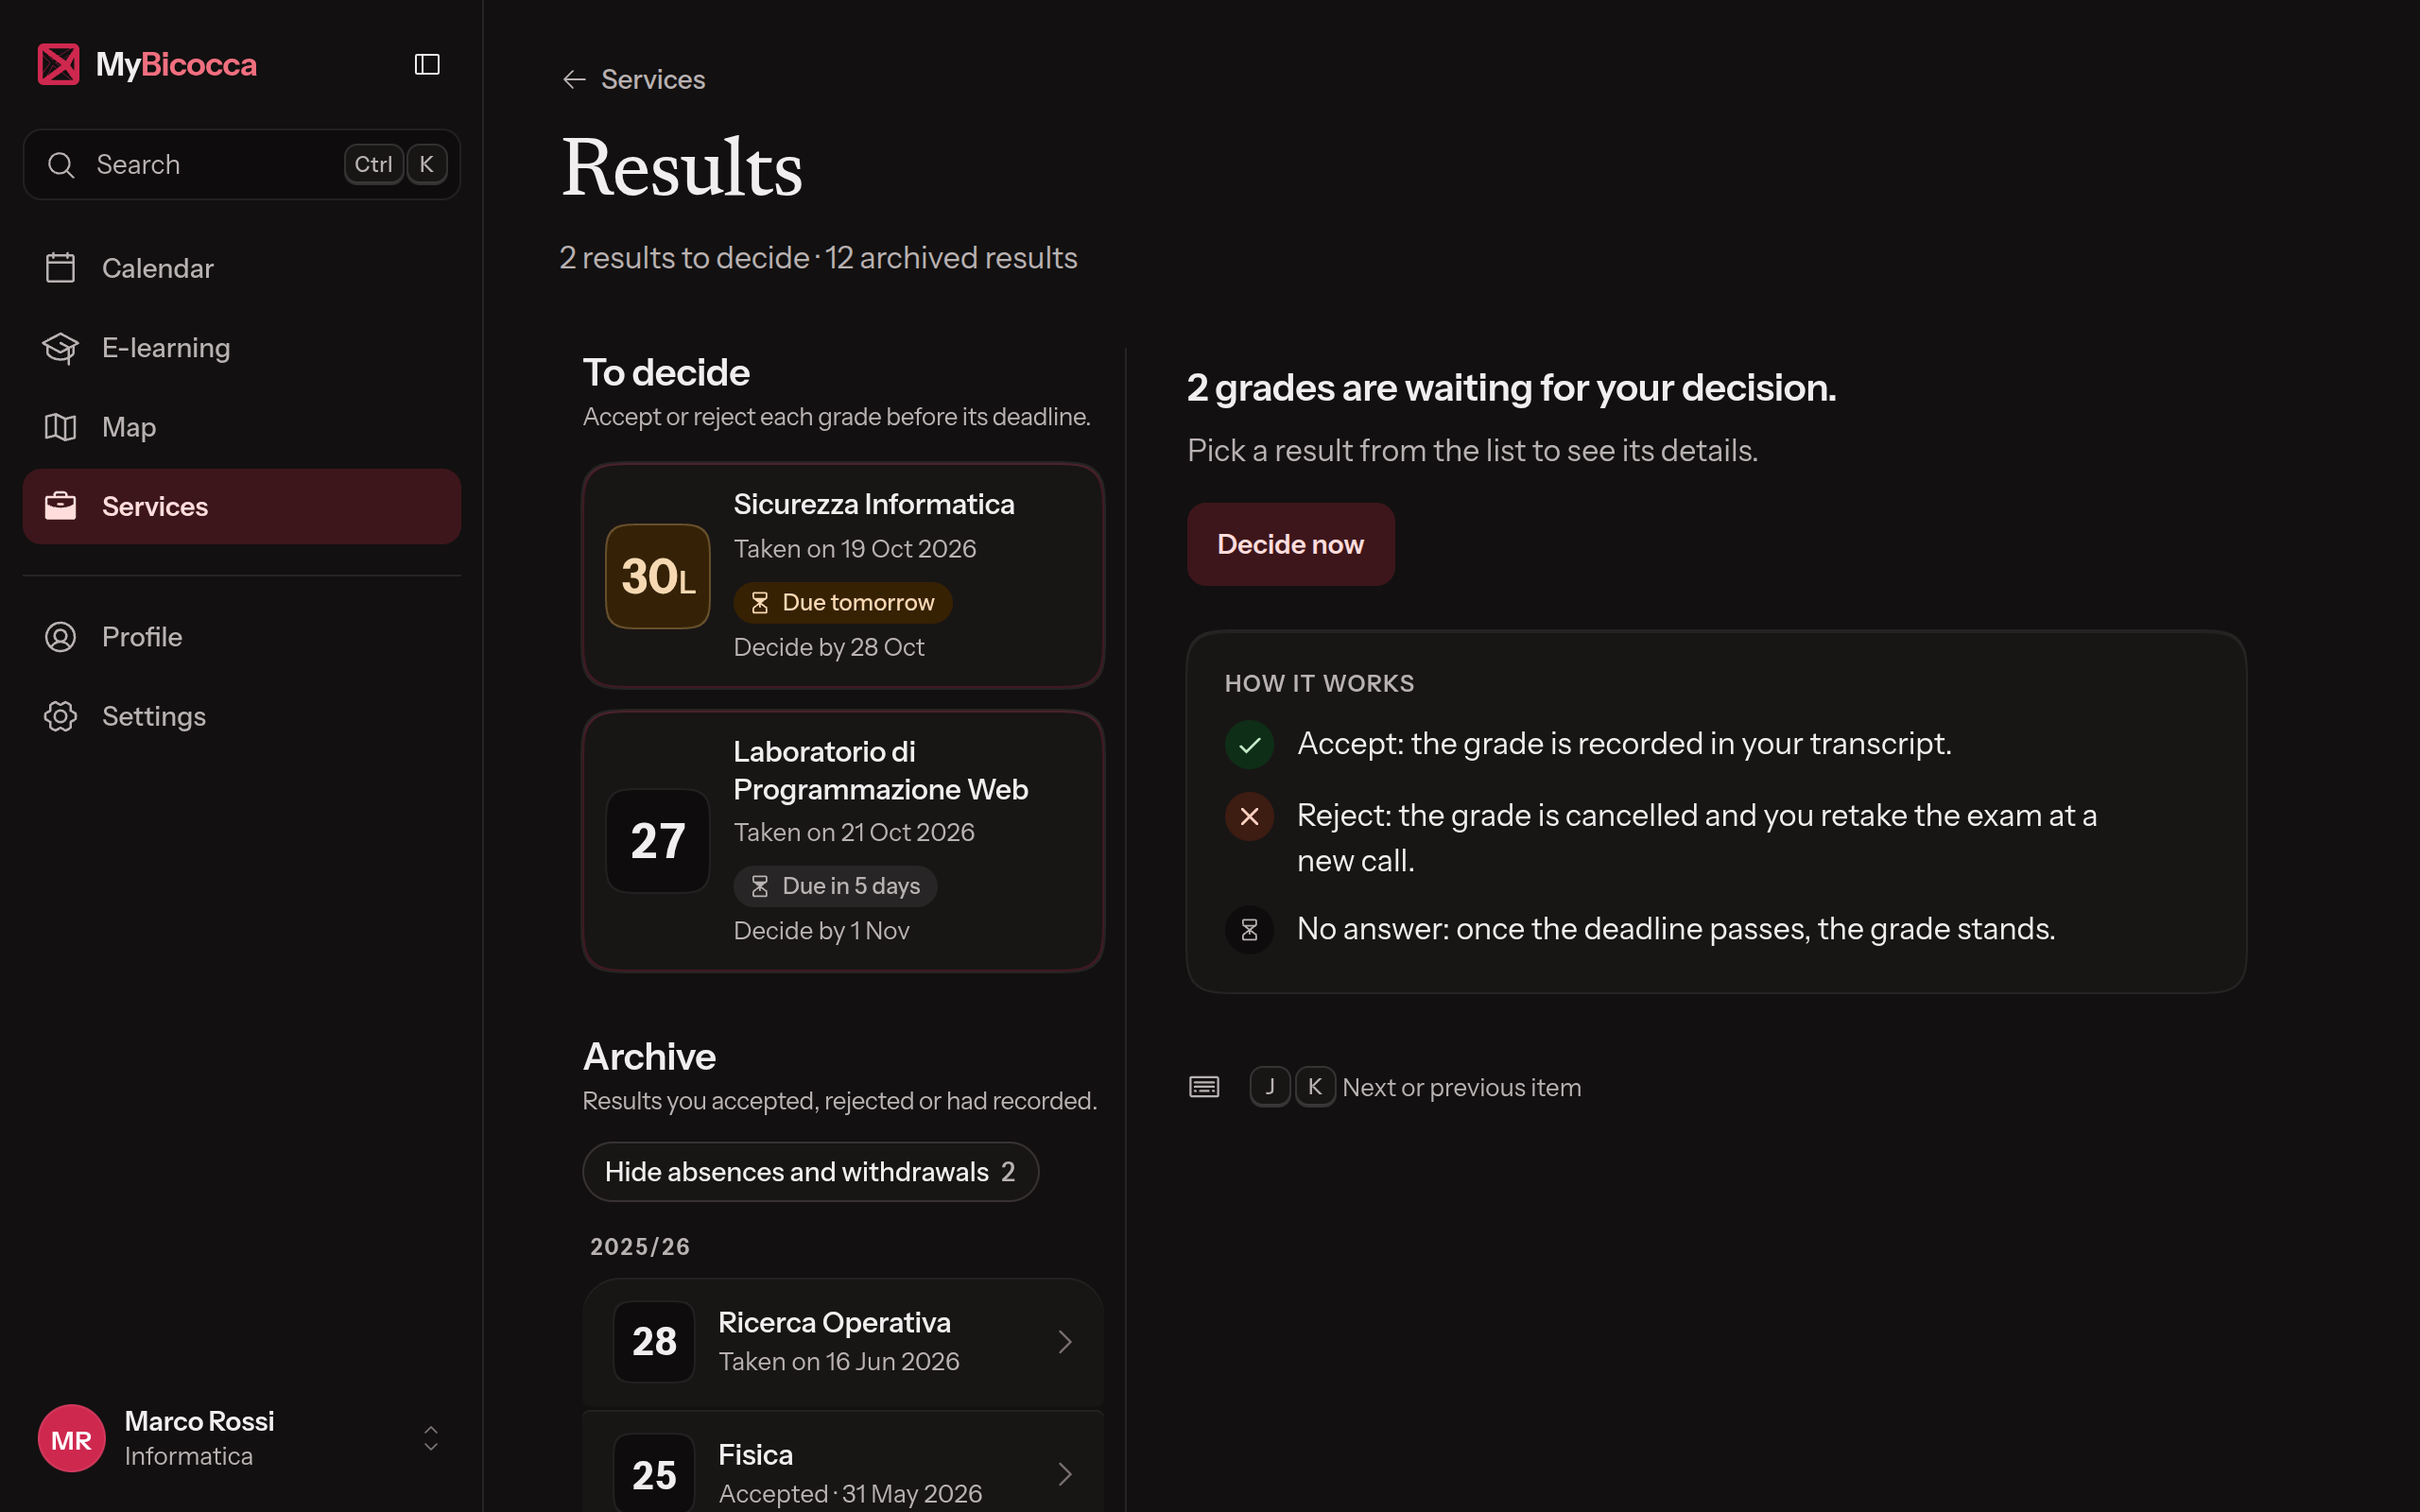 MyBicocca
Search
Ctrl K
Calendar
E-learning
Map
Services
Profile
Settings
MR
Marco Rossi
Informatica
Services
Results
2 results to decide · 12 archived results
To decide
Accept or reject each grade before its deadline.
30L
Sicurezza Informatica
Taken on 19 Oct 2026
Due tomorrow
Decide by 28 Oct
27
Laboratorio di
Programmazione Web
Taken on 21 Oct 2026
Due in 5 days
Decide by 1 Nov
Archive
Results you accepted, rejected or had recorded.
Hide absences and withdrawals 2
2025/26
28
Ricerca Operativa
Taken on 16 Jun 2026
25
Fisica
Accepted · 31 May 2026
2 grades are waiting for your decision.
Pick a result from the list to see its details.
Decide now
HOW IT WORKS
Accept: the grade is recorded in your transcript.
Reject: the grade is cancelled and you retake the exam at a
new call.
No answer: once the deadline passes, the grade stands.
J K Next or previous item